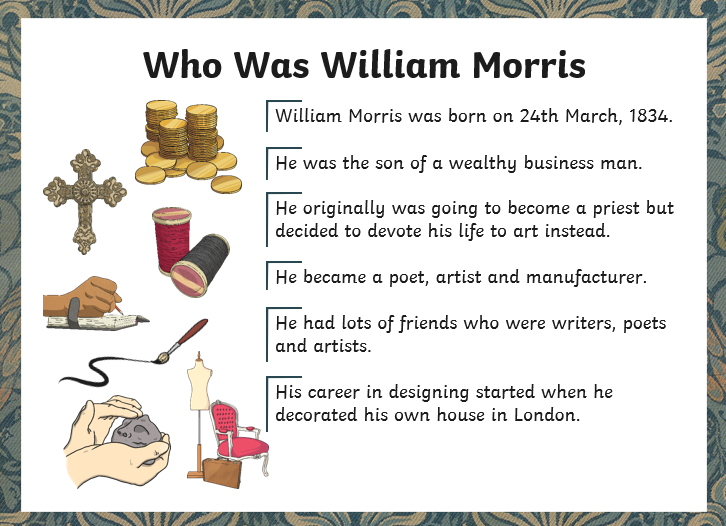 Who Was William Morris
William Morris was born on 24th March, 1834.
He was the son of a wealthy business man.
He originally was going to become a priest but
decided to devote his life to art instead.
He became a poet, artist and manufacturer.
He had lots of friends who were writers, poets
and artists.
His career in designing started when he
decorated his own house in London.